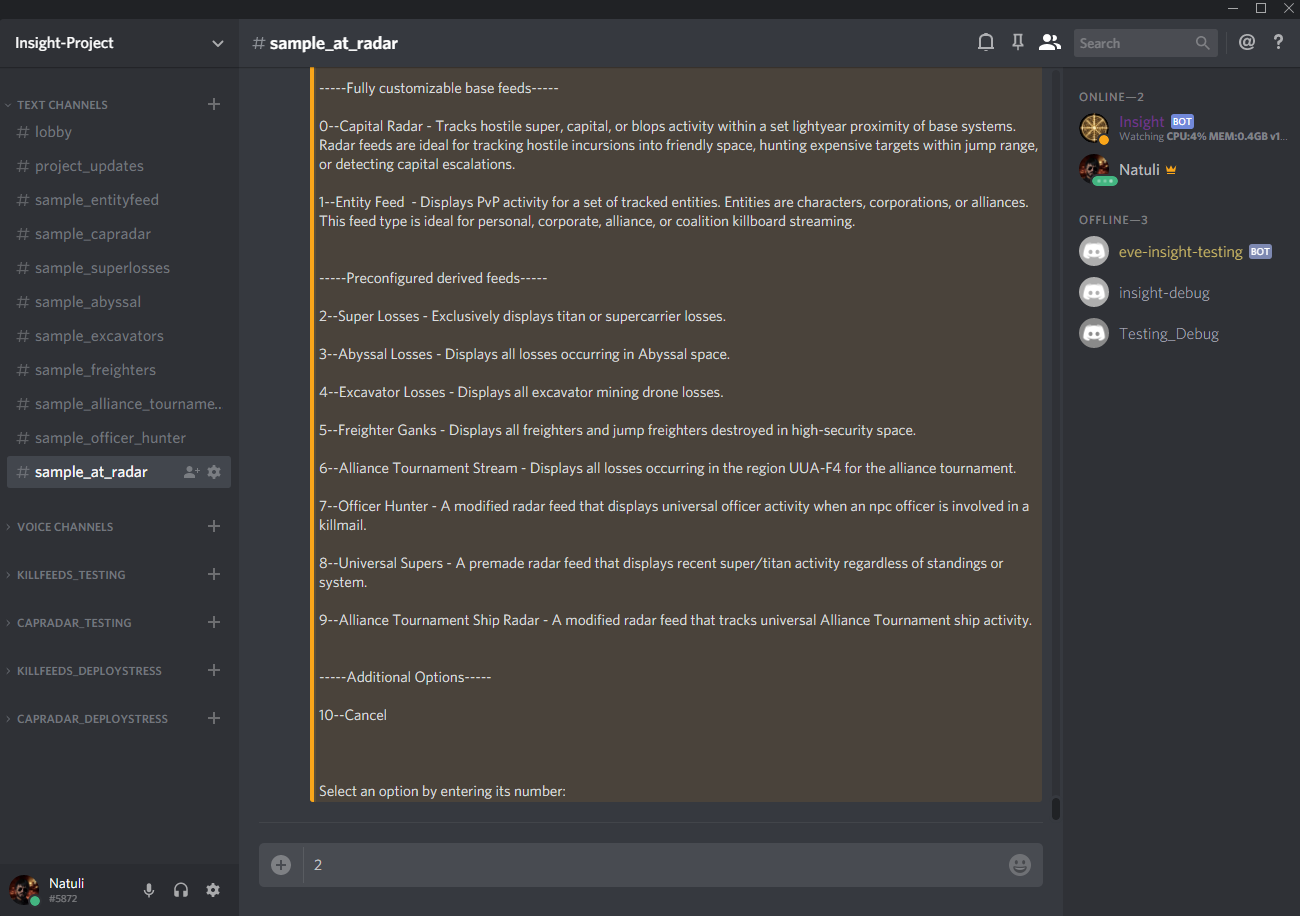 Insight-Project
TEXT CHANNELS
# lobby
# project_updates
# sample_entityfeed
# sample_capradar
# sample_superlosses
# sample_abyssal
# sample_excavators
# sample_freighters
# sample_alliance_tourname..
# sample_officer_hunter
# sample_at_radar
VOICE CHANNELS
KILLFEEDS_TESTING
CAPRADAR_TESTING
KILLFEEDS_DEPLOYSTRESS
CAPRADAR_DEPLOYSTRESS
Natuli
#5872
# sample_at_radar
Search
-----Fully customizable base feeds-----
0--Capital Radar - Tracks hostile super, capital, or blops activity within a set lightyear proximity of base systems.
Radar feeds are ideal for tracking hostile incursions into friendly space, hunting expensive targets within jump range,
or detecting capital escalations.
1--Entity Feed  - Displays PvP activity for a set of tracked entities. Entities are characters, corporations, or alliances.
This feed type is ideal for personal, corporate, alliance, or coalition killboard streaming.
-----Preconfigured derived feeds-----
2--Super Losses - Exclusively displays titan or supercarrier losses.
3--Abyssal Losses - Displays all losses occurring in Abyssal space.
4--Excavator Losses - Displays all excavator mining drone losses.
5--Freighter Ganks - Displays all freighters and jump freighters destroyed in high-security space.
6--Alliance Tournament Stream - Displays all losses occurring in the region UUA-F4 for the alliance tournament.
7--Officer Hunter - A modified radar feed that displays universal officer activity when an npc officer is involved in a
killmail.
8--Universal Supers - A premade radar feed that displays recent super/titan activity regardless of standings or
system.
9--Alliance Tournament Ship Radar - A modified radar feed that tracks universal Alliance Tournament ship activity.
-----Additional Options-----
10--Cancel
Select an option by entering its number:
2
ONLINE—2
Insight BOT
Watching CPU:4% MEM:0.4GB v1...
Natuli
OFFLINE—3
eve-insight-testing BOT
insight-debug
Testing_Debug